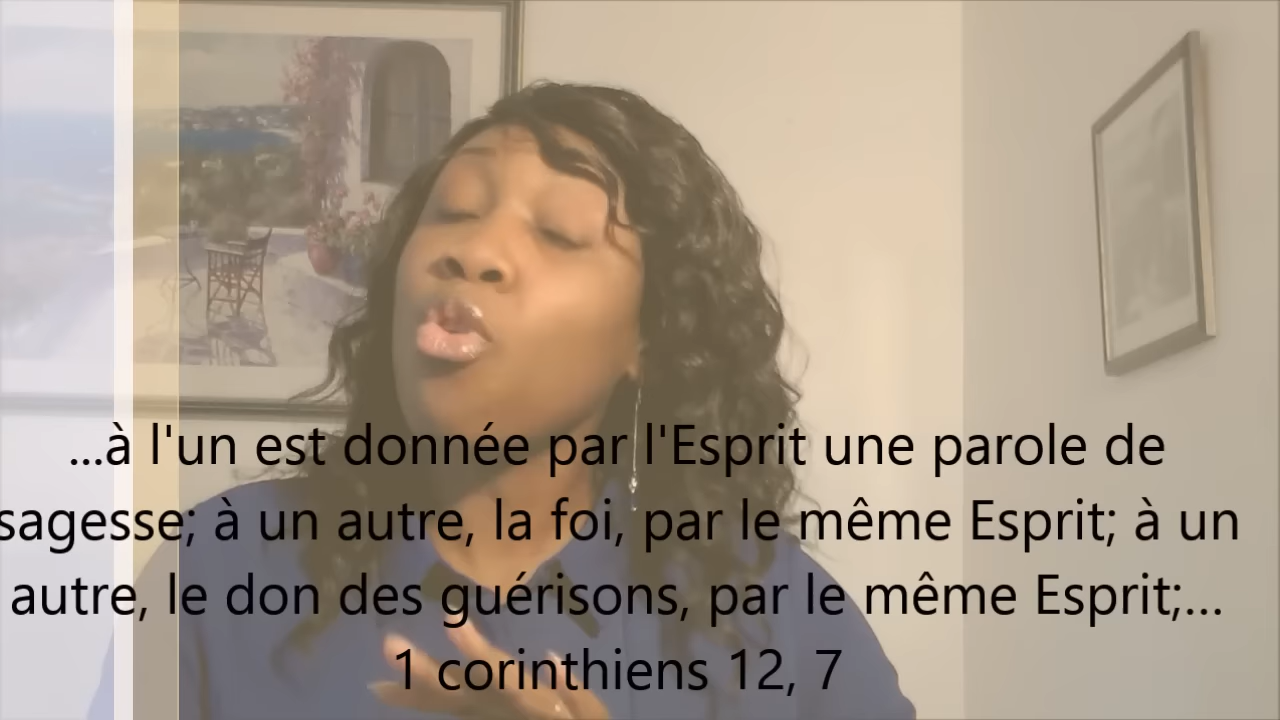 ...à l'un est donnée par l'Esprit une parole de
sagesse; à un autre, la foi, par le même Esprit; à un
autre, le don des guérisons, par le même Esprit;...
1 corinthiens 12, 7